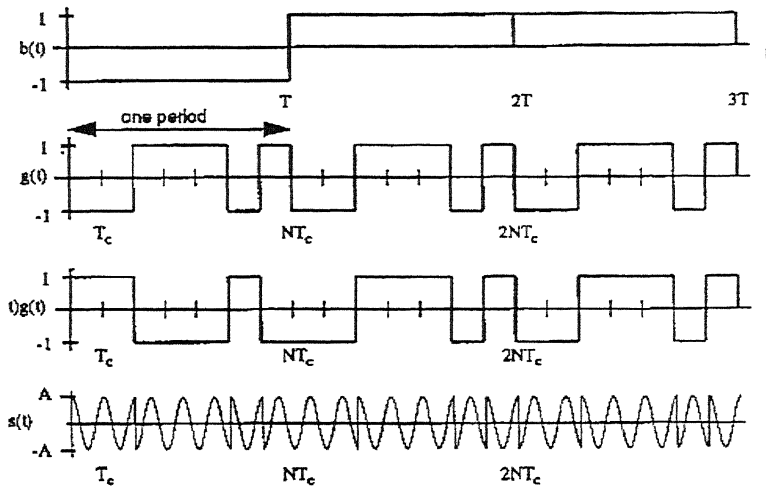 1
b(t)
-1
T 2T 3T
one period
1
g(t)
-1
T_c NT_c 2NT_c
1
t)g(t)
-1
T_c NT_c 2NT_c
A
s(t)
-A
T_c NT_c 2NT_c